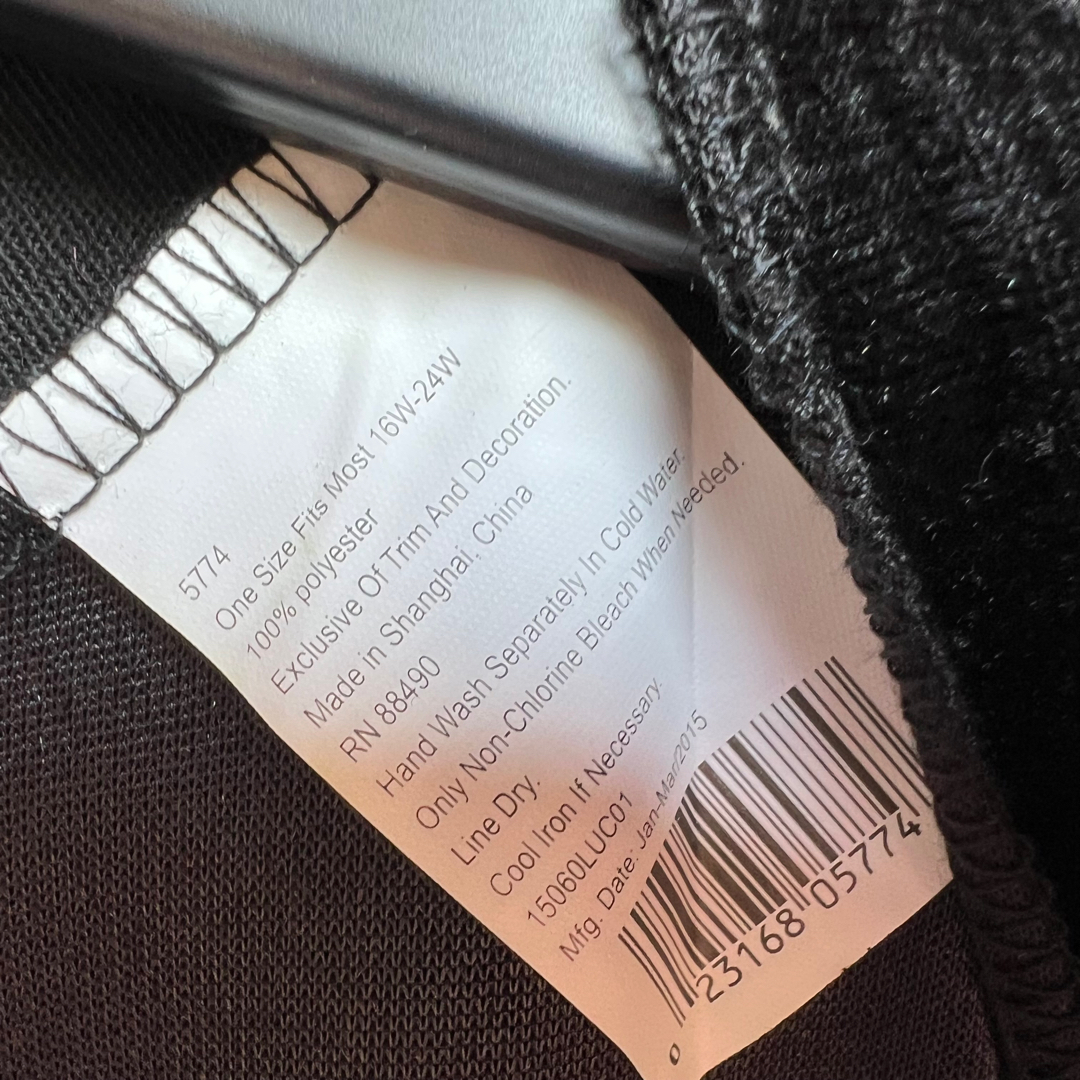 5774
One Size Fits Most 16W-24W
100% polyester
Exclusive Of Trim And Decoration.
Made in Shanghai, China
RN 88490
Hand Wash Separately In Cold Water.
Only Non-Chlorine Bleach When Needed.
Line Dry.
Cool Iron If Necessary.
15060LUC01
Mfg. Date: Jan-Mar/2015
0 23168 05774